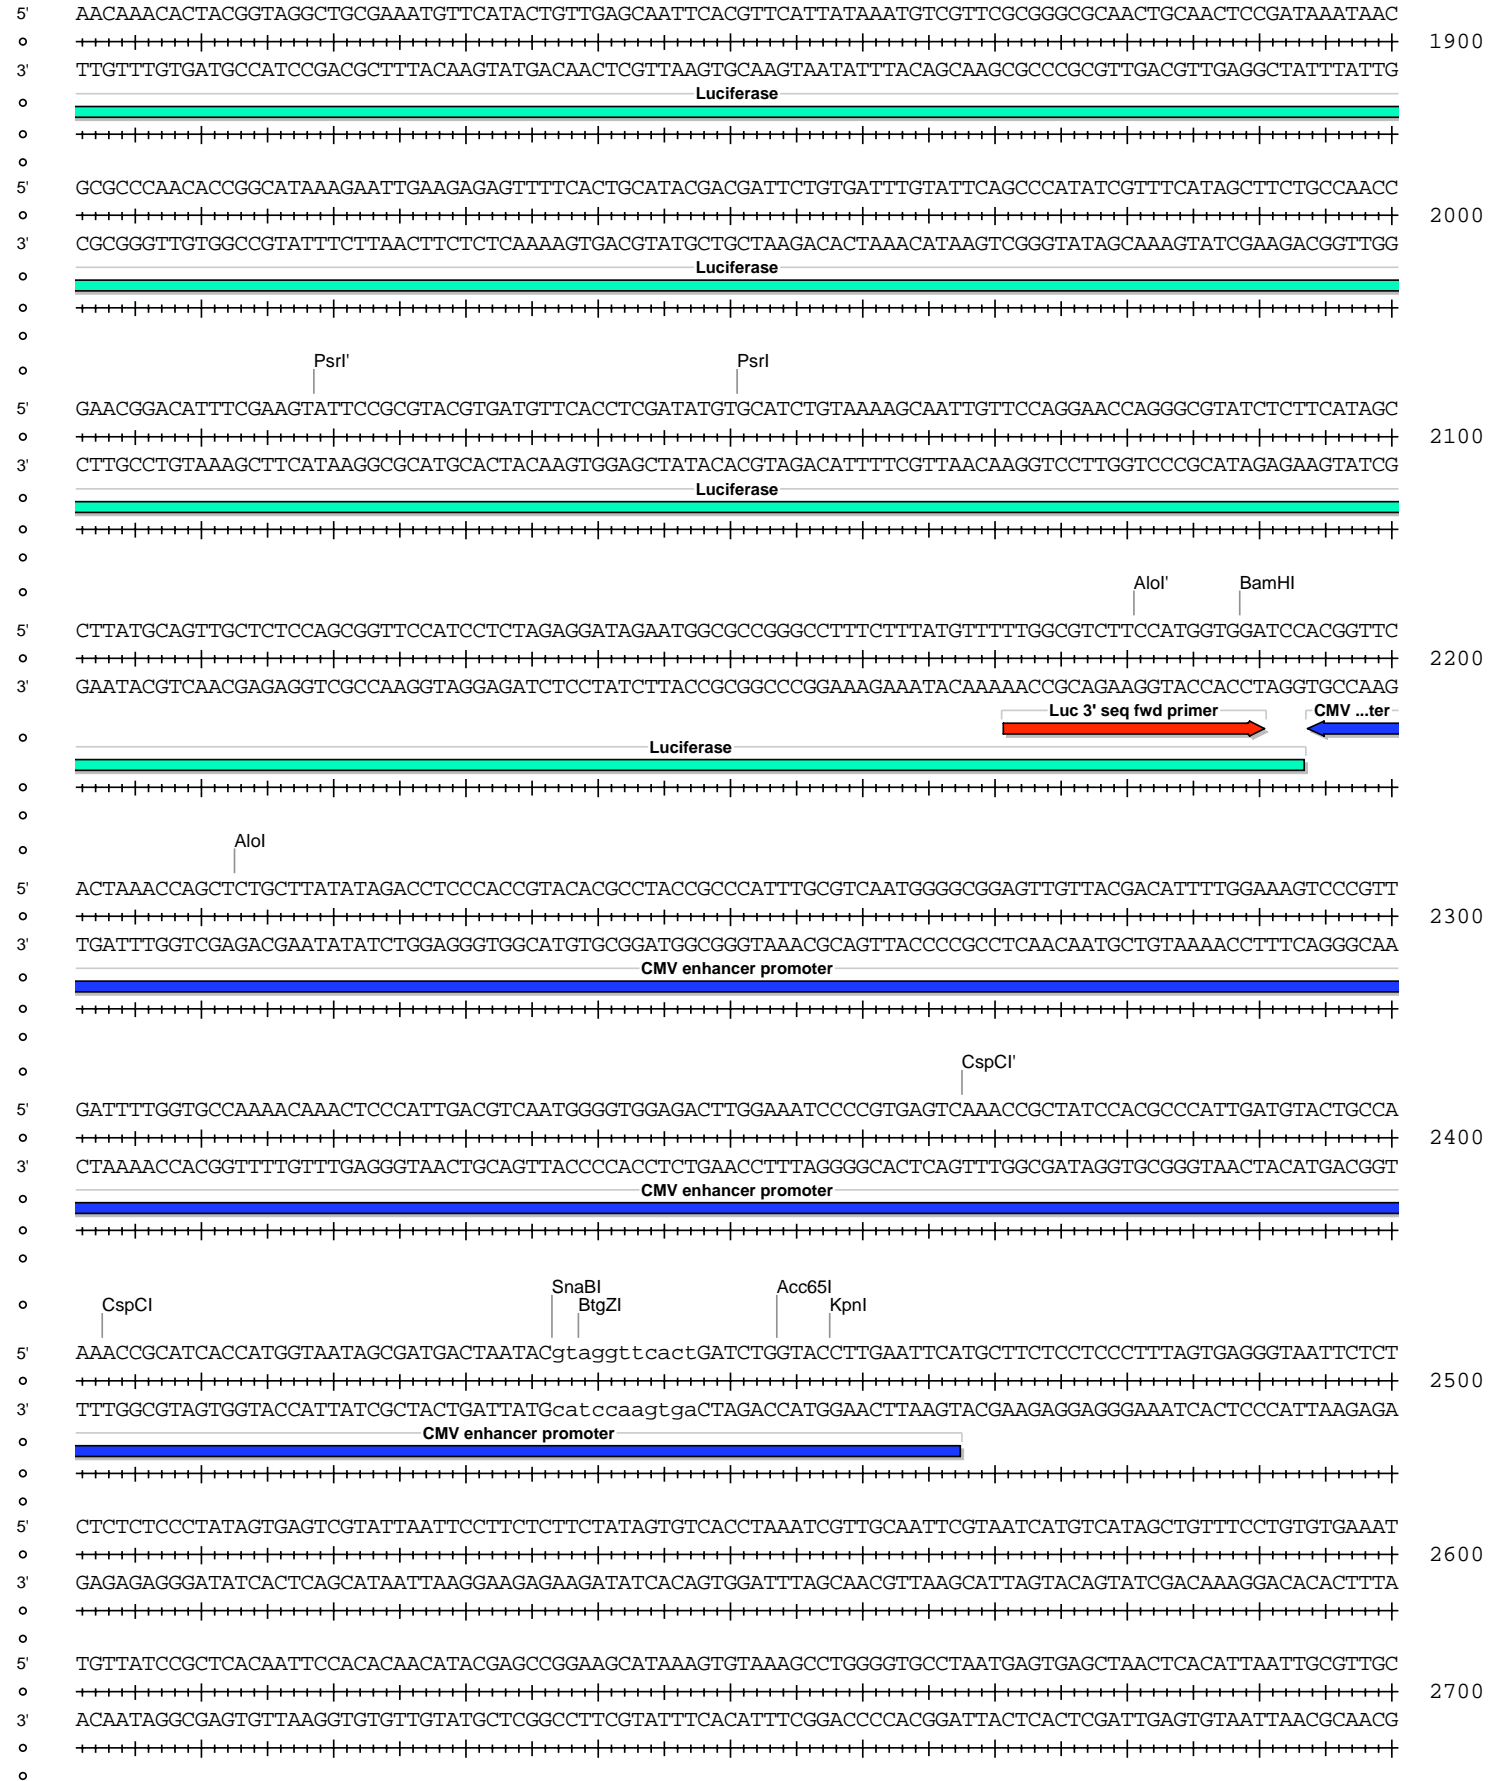 5' AACAAACACTACGGTAGGCTGCGAAATGTTCATACTGTTGAGCAATTCACGTTCATTATAAATGTCGTTCGCGGGCGCAACTGCAACTCCGATAAATAAC
1900
3' TTGTTTGTGATGCCATCCGACGCTTTACAAGTATGACAACTCGTTAAGTGCAAGTAATATTTACAGCAAGCGCCCGCGTTGACGTTGAGGCTATTTATTG
Luciferase
5' GCGCCCAACACCGGCATAAAGAATTGAAGAGAGTTTTCACTGCATACGACGATTCTGTGATTTGTATTCAGCCCATATCGTTTCATAGCTTCTGCCAACC
2000
3' CGCGGGTTGTGGCCGTATTTCTTAACTTCTCTCAAAAGTGACGTATGCTGCTAAGACACTAAACATAAGTCGGGTATAGCAAAGTATCGAAGACGGTTGG
Luciferase
PsrI' PsrI
5' GAACGGACATTTCGAAGTATTCCGCGTACGTGATGTTCACCTCGATATGTGCATCTGTAAAAGCAATTGTTCCAGGAACCAGGGCGTATCTCTTCATAGC
2100
3' CTTGCCTGTAAAGCTTCATAAGGCGCATGCACTACAAGTGGAGCTATACACGTAGACATTTTCGTTAACAAGGTCCTTGGTCCCGCATAGAGAAGTATCG
Luciferase
AloI' BamHI
5' CTTATGCAGTTGCTCTCCAGCGGTTCCATCCTCTAGAGGATAGAATGGCGCCGGGCCTTTCTTTATGTTTTTGGCGTCTTCCATGGTGGATCCACGGTTC
2200
3' GAATACGTCAACGAGAGGTCGCCAAGGTAGGAGATCTCCTATCTTACCGCGGCCCGGAAAGAAATACAAAAACCGCAGAAGGTACCACCTAGGTGCCAAG
Luc 3' seq fwd primer CMV ...ter
Luciferase
AloI
5' ACTAAACCAGCTCTGCTTATATAGACCTCCCACCGTACACGCCTACCGCCCATTTGCGTCAATGGGGCGGAGTTGTTACGACATTTTGGAAAGTCCCGTT
2300
3' TGATTTGGTCGAGACGAATATATCTGGAGGGTGGCATGTGCGGATGGCGGGTAAACGCAGTTACCCCGCCTCAACAATGCTGTAAAACCTTTCAGGGCAA
CMV enhancer promoter
CspCI'
5' GATTTTGGTGCCAAAACAAACTCCCATTGACGTCAATGGGGTGGAGACTTGGAAATCCCCGTGAGTCAAACCGCTATCCACGCCCATTGATGTACTGCCA
2400
3' CTAAAACCACGGTTTTGTTTGAGGGTAACTGCAGTTACCCCACCTCTGAACCTTTAGGGGCACTCAGTTTGGCGATAGGTGCGGGTAACTACATGACGGT
CMV enhancer promoter
SnaBI Acc65I
CspCI BtgZI KpnI
5' AAACCGCATCACCATGGTAATAGCGATGACTAATACgtaggttcactGATCTGGTACCTTGAATTCATGCTTCTCCTCCCTTTAGTGAGGGTAATTCTCT
2500
3' TTTGGCGTAGTGGTACCATTATCGCTACTGATTATGcatccaagtgaCTAGACCATGGAACTTAAGTACGAAGAGGAGGGAAATCACTCCCATTAAGAGA
CMV enhancer promoter
5' CTCTCTCCCTATAGTGAGTCGTATTAATTCCTTCTCTTCTATAGTGTCACCTAAATCGTTGCAATTCGTAATCATGTCATAGCTGTTTCCTGTGTGAAAT
2600
3' GAGAGAGGGATATCACTCAGCATAATTAAGGAAGAGAAGATATCACAGTGGATTTAGCAACGTTAAGCATTAGTACAGTATCGACAAAGGACACACTTTA
5' TGTTATCCGCTCACAATTCCACACAACATACGAGCCGGAAGCATAAAGTGTAAAGCCTGGGGTGCCTAATGAGTGAGCTAACTCACATTAATTGCGTTGC
2700
3' ACAATAGGCGAGTGTTAAGGTGTGTTGTATGCTCGGCCTTCGTATTTCACATTTCGGACCCCACGGATTACTCACTCGATTGAGTGTAATTAACGCAACG